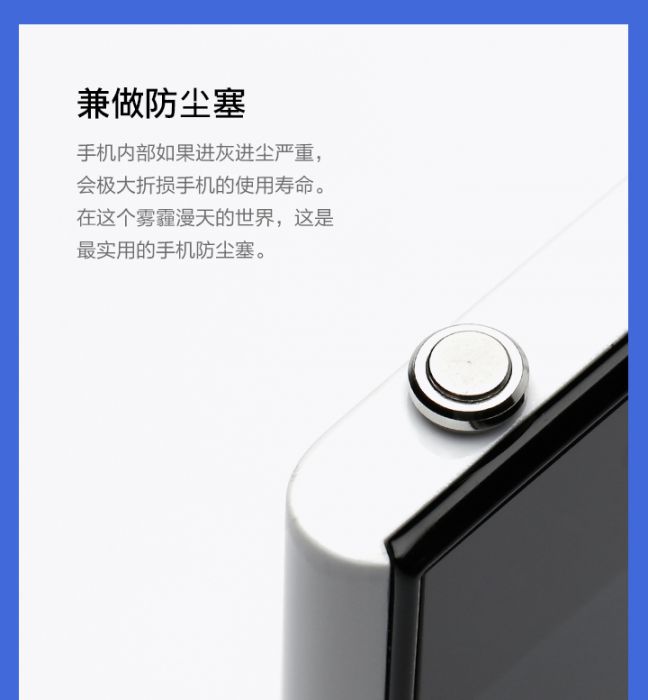 兼做防尘塞
手机内部如果进灰进尘严重，
会极大折损手机的使用寿命。
在这个雾霾漫天的世界，这是
最实用的手机防尘塞。